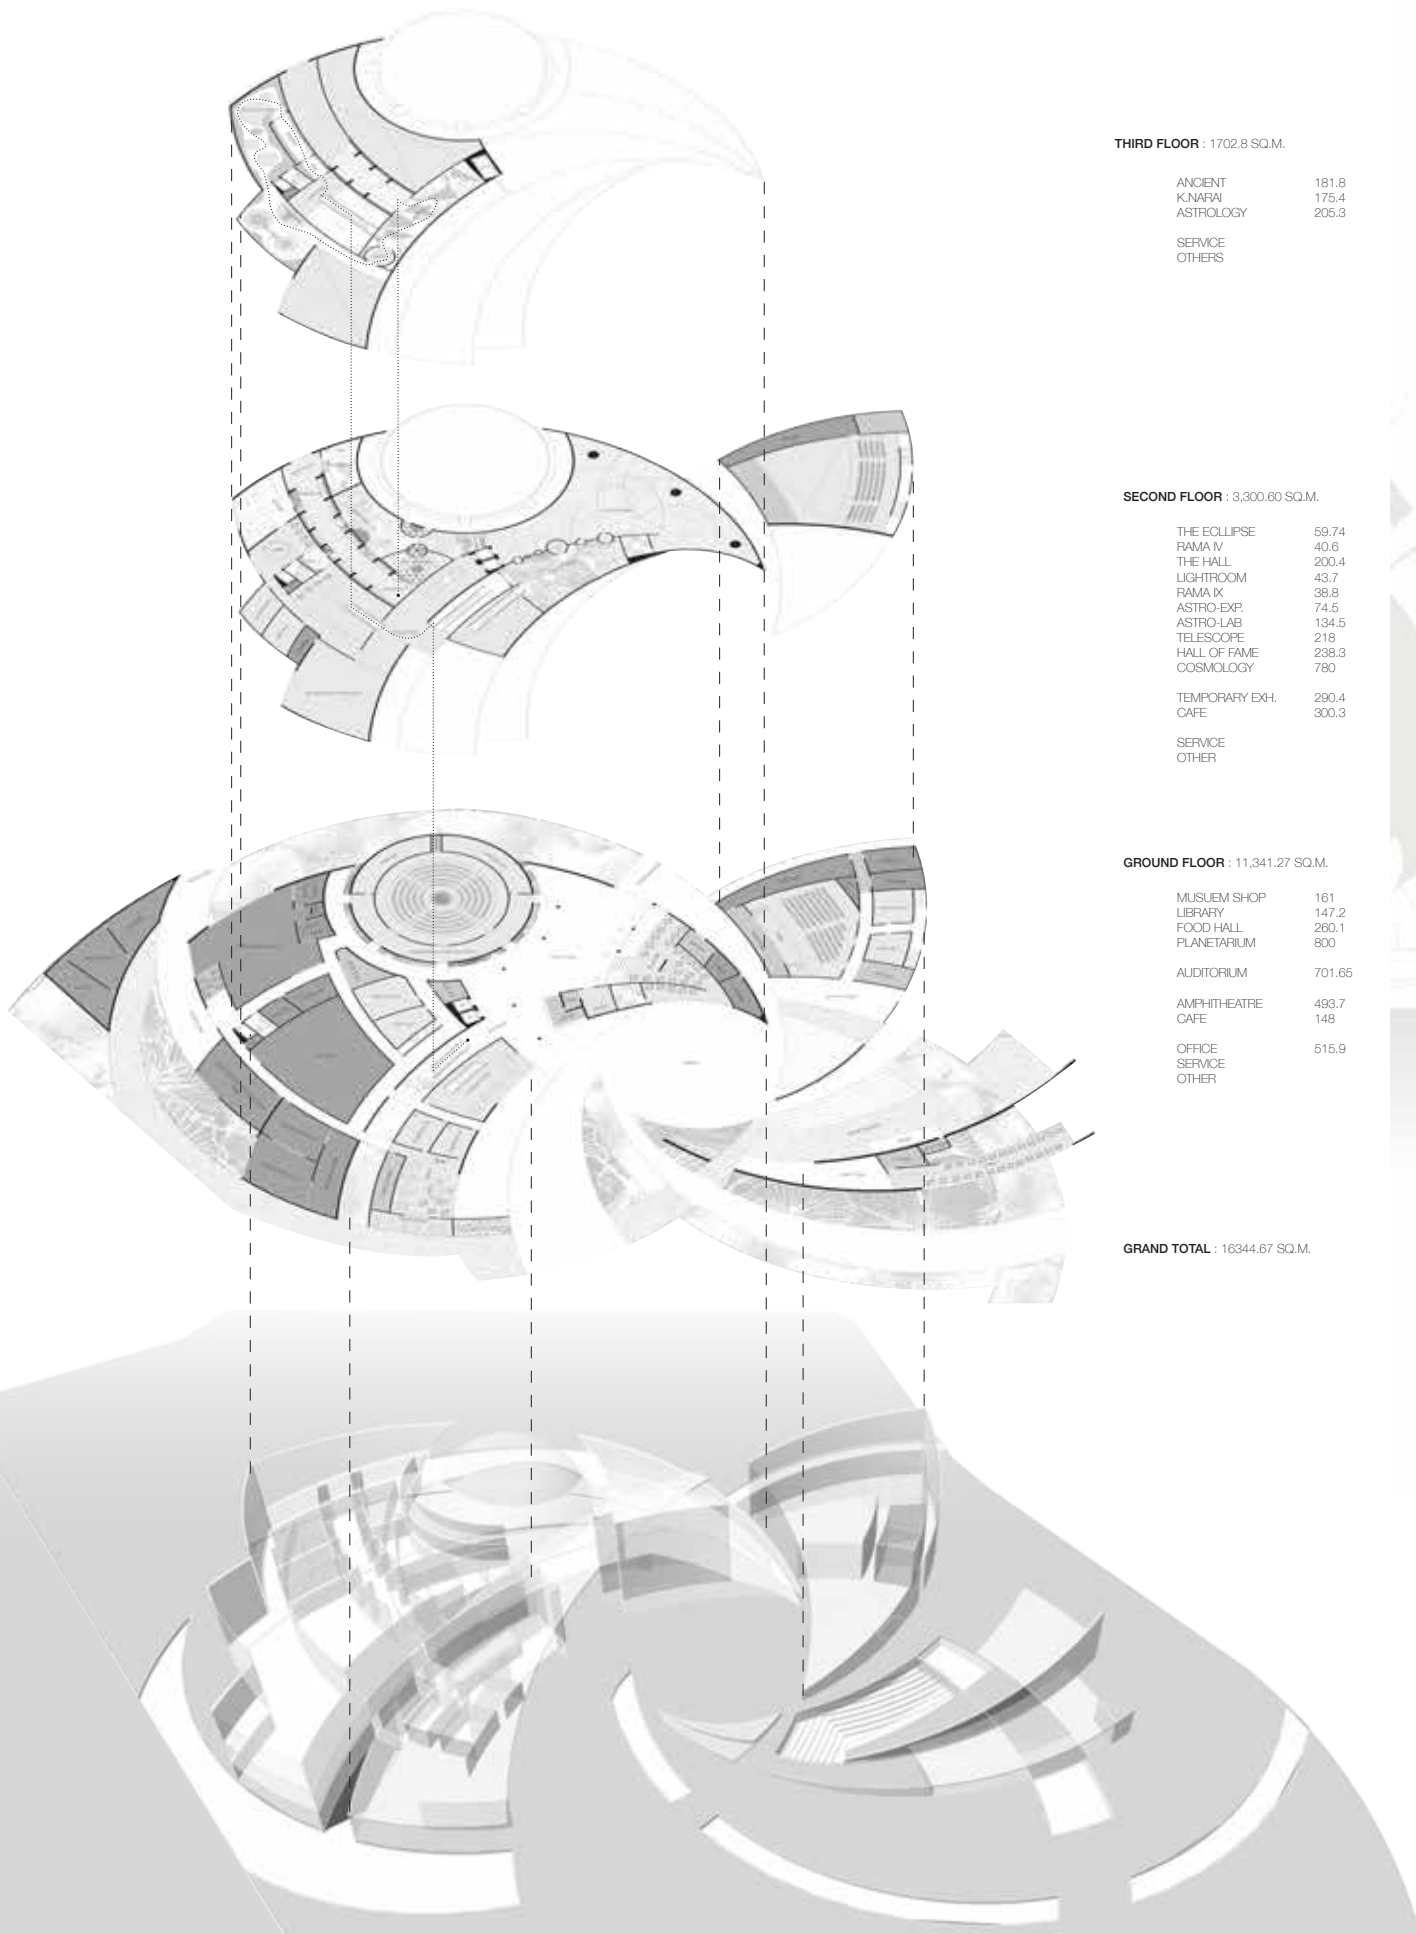 THIRD FLOOR : 1702.8 SQ.M.
ANCIENT 181.8
K.NARAI 175.4
ASTROLOGY 205.3
SERVICE
OTHERS
SECOND FLOOR : 3,300.60 SQ.M.
THE ECLLIPSE 59.74
RAMA IV 40.6
THE HALL 200.4
LIGHTROOM 43.7
RAMA IX 38.8
ASTRO-EXP. 74.5
ASTRO-LAB 134.5
TELESCOPE 218
HALL OF FAME 238.3
COSMOLOGY 780
TEMPORARY EXH. 290.4
CAFE 300.3
SERVICE
OTHER
GROUND FLOOR : 11,341.27 SQ.M.
MUSUEM SHOP 161
LIBRARY 147.2
FOOD HALL 260.1
PLANETARIUM 800
AUDITORIUM 701.65
AMPHITHEATRE 493.7
CAFE 148
OFFICE 515.9
SERVICE
OTHER
GRAND TOTAL : 16344.67 SQ.M.